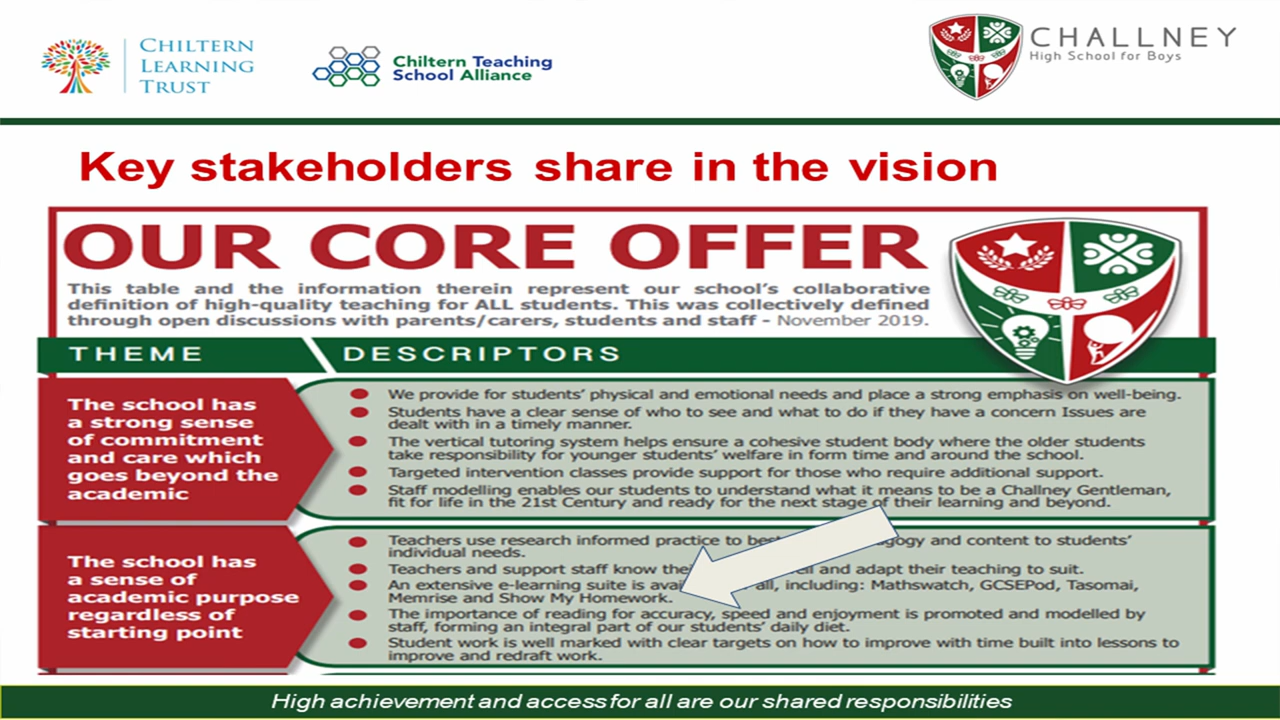 CHILTERN
LEARNING
TRUST
Chiltern Teaching
School Alliance
CHALLNEY
High School for Boys
Key stakeholders share in the vision
OUR CORE OFFER
This table and the information therein represent our school's collaborative
definition of high-quality teaching for ALL students. This was collectively defined
through open discussions with parents/carers, students and staff - November 2019.
THEME
DESCRIPTORS
The school has
a strong sense
of commitment
and care which
goes beyond the
academic
We provide for students' physical and emotional needs and place a strong emphasis on well-being.
Students have a clear sense of who to see and what to do if they have a concern Issues are
dealt with in a timely manner.
The vertical tutoring system helps ensure a cohesive student body where the older students
take responsibility for younger students' welfare in form time and around the school.
Targeted intervention classes provide support for those who require additional support.
Staff modelling enables our students to understand what it means to be a Challney Gentleman,
fit for life in the 21st Century and ready for the next stage of their learning and beyond.
The school has
a sense of
academic purpose
regardless of
starting point
Teachers use research informed practice to and content to students'
individual needs.
Teachers and support staff know and adapt their teaching to suit.
An extensive e-learning suite is all, including: Mathswatch, GCSEPod, Tasomai,
Memrise and Show My Homework.
The importance of reading for accuracy, speed and enjoyment is promoted and modelled by
staff, forming an integral part of our students' daily diet.
Student work is well marked with clear targets on how to improve with time built into lessons to
improve and redraft work.
High achievement and access for all are our shared responsibilities